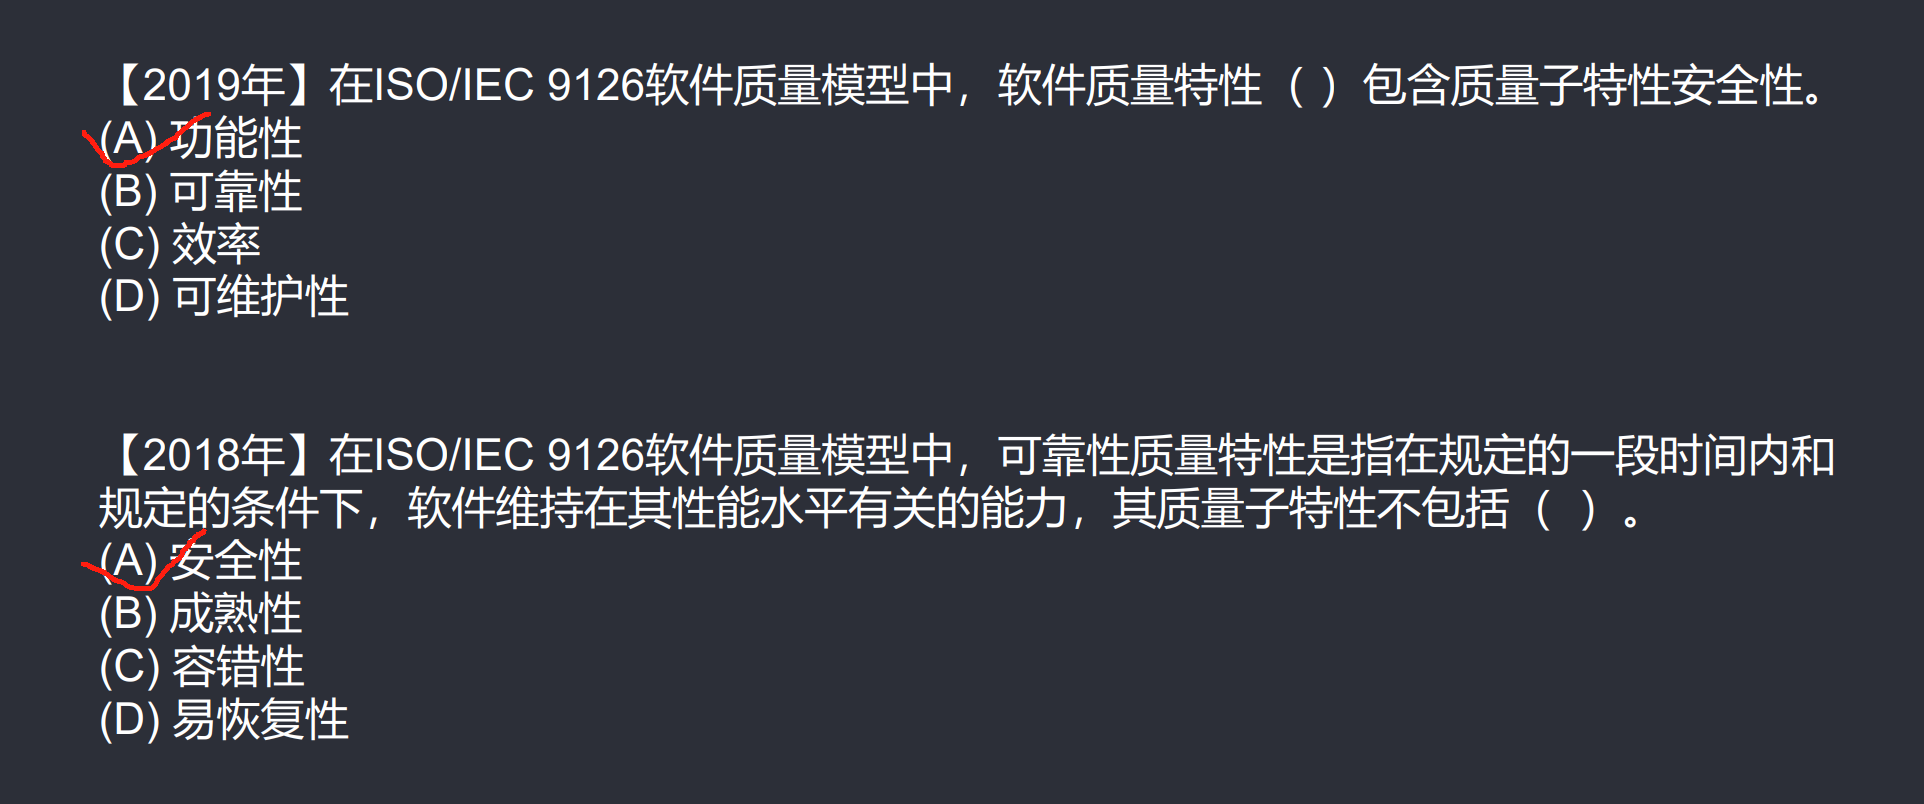 【2019年】在ISO/IEC 9126软件质量模型中，软件质量特性（ ）包含质量子特性安全性。
(A) 功能性
(B) 可靠性
(C) 效率
(D) 可维护性
【2018年】在ISO/IEC 9126软件质量模型中，可靠性质量特性是指在规定的一段时间内和
规定的条件下，软件维持在其性能水平有关的能力，其质量子特性不包括（ ）。
(A) 安全性
(B) 成熟性
(C) 容错性
(D) 易恢复性